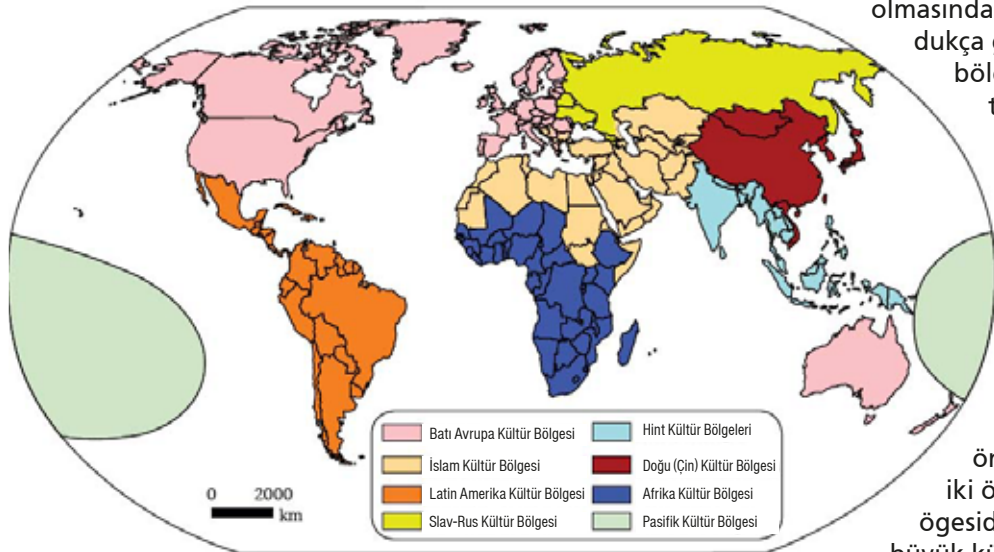 olmasında
dukça
böl
Batı Avrupa Kültür Bölgesi
İslam Kültür Bölgesi
Latin Amerika Kültür Bölgesi
Slav-Rus Kültür Bölgesi
Hint Kültür Bölgeleri
Doğu (Çin) Kültür Bölgesi
Afrika Kültür Bölgesi
Pasifik Kültür Bölgesi
0 2000
km
iki ö
ögesid